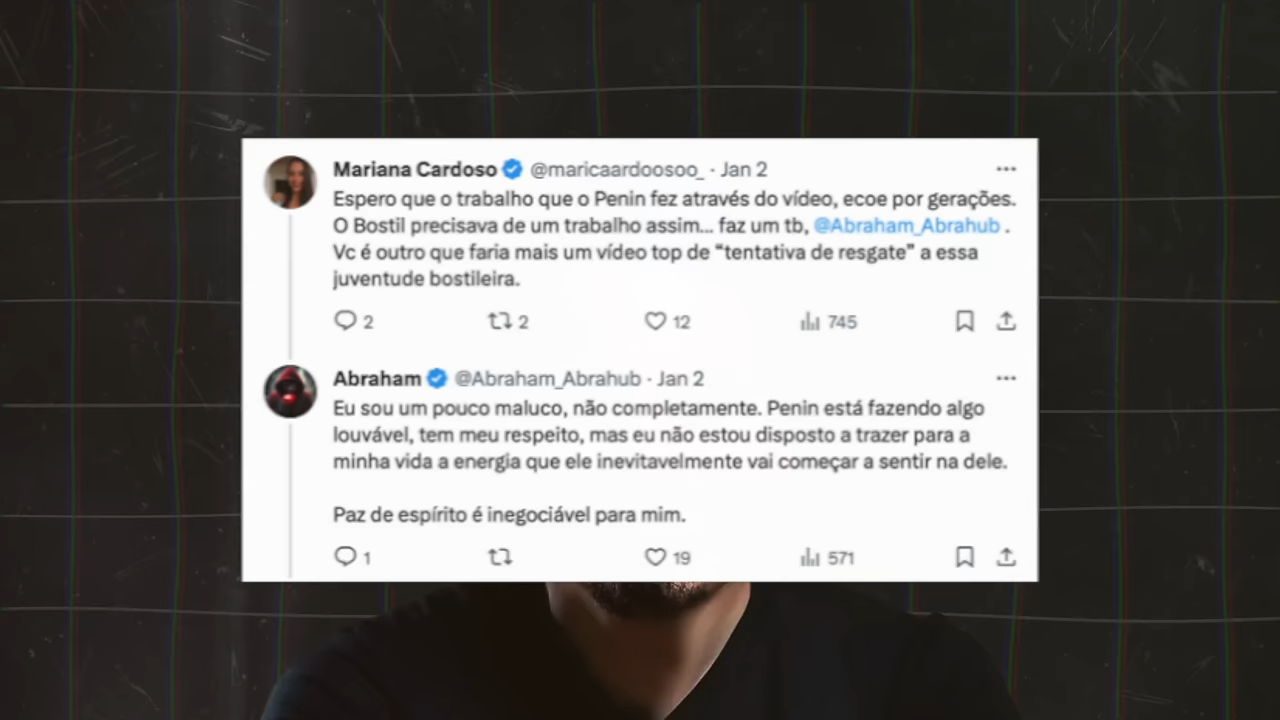 Mariana Cardoso @maricaardoosoo_ · Jan 2
Espero que o trabalho que o Penin fez através do vídeo, ecoe por gerações.
O Bostil precisava de um trabalho assim... faz um tb, @Abraham_Abrahub .
Vc é outro que faria mais um vídeo top de “tentativa de resgate” a essa
juventude bostileira.
2 2 12 745
Abraham @Abraham_Abrahub · Jan 2
Eu sou um pouco maluco, não completamente. Penin está fazendo algo
louvável, tem meu respeito, mas eu não estou disposto a trazer para a
minha vida a energia que ele inevitavelmente vai começar a sentir na dele.
Paz de espírito é inegociável para mim.
1 19 571